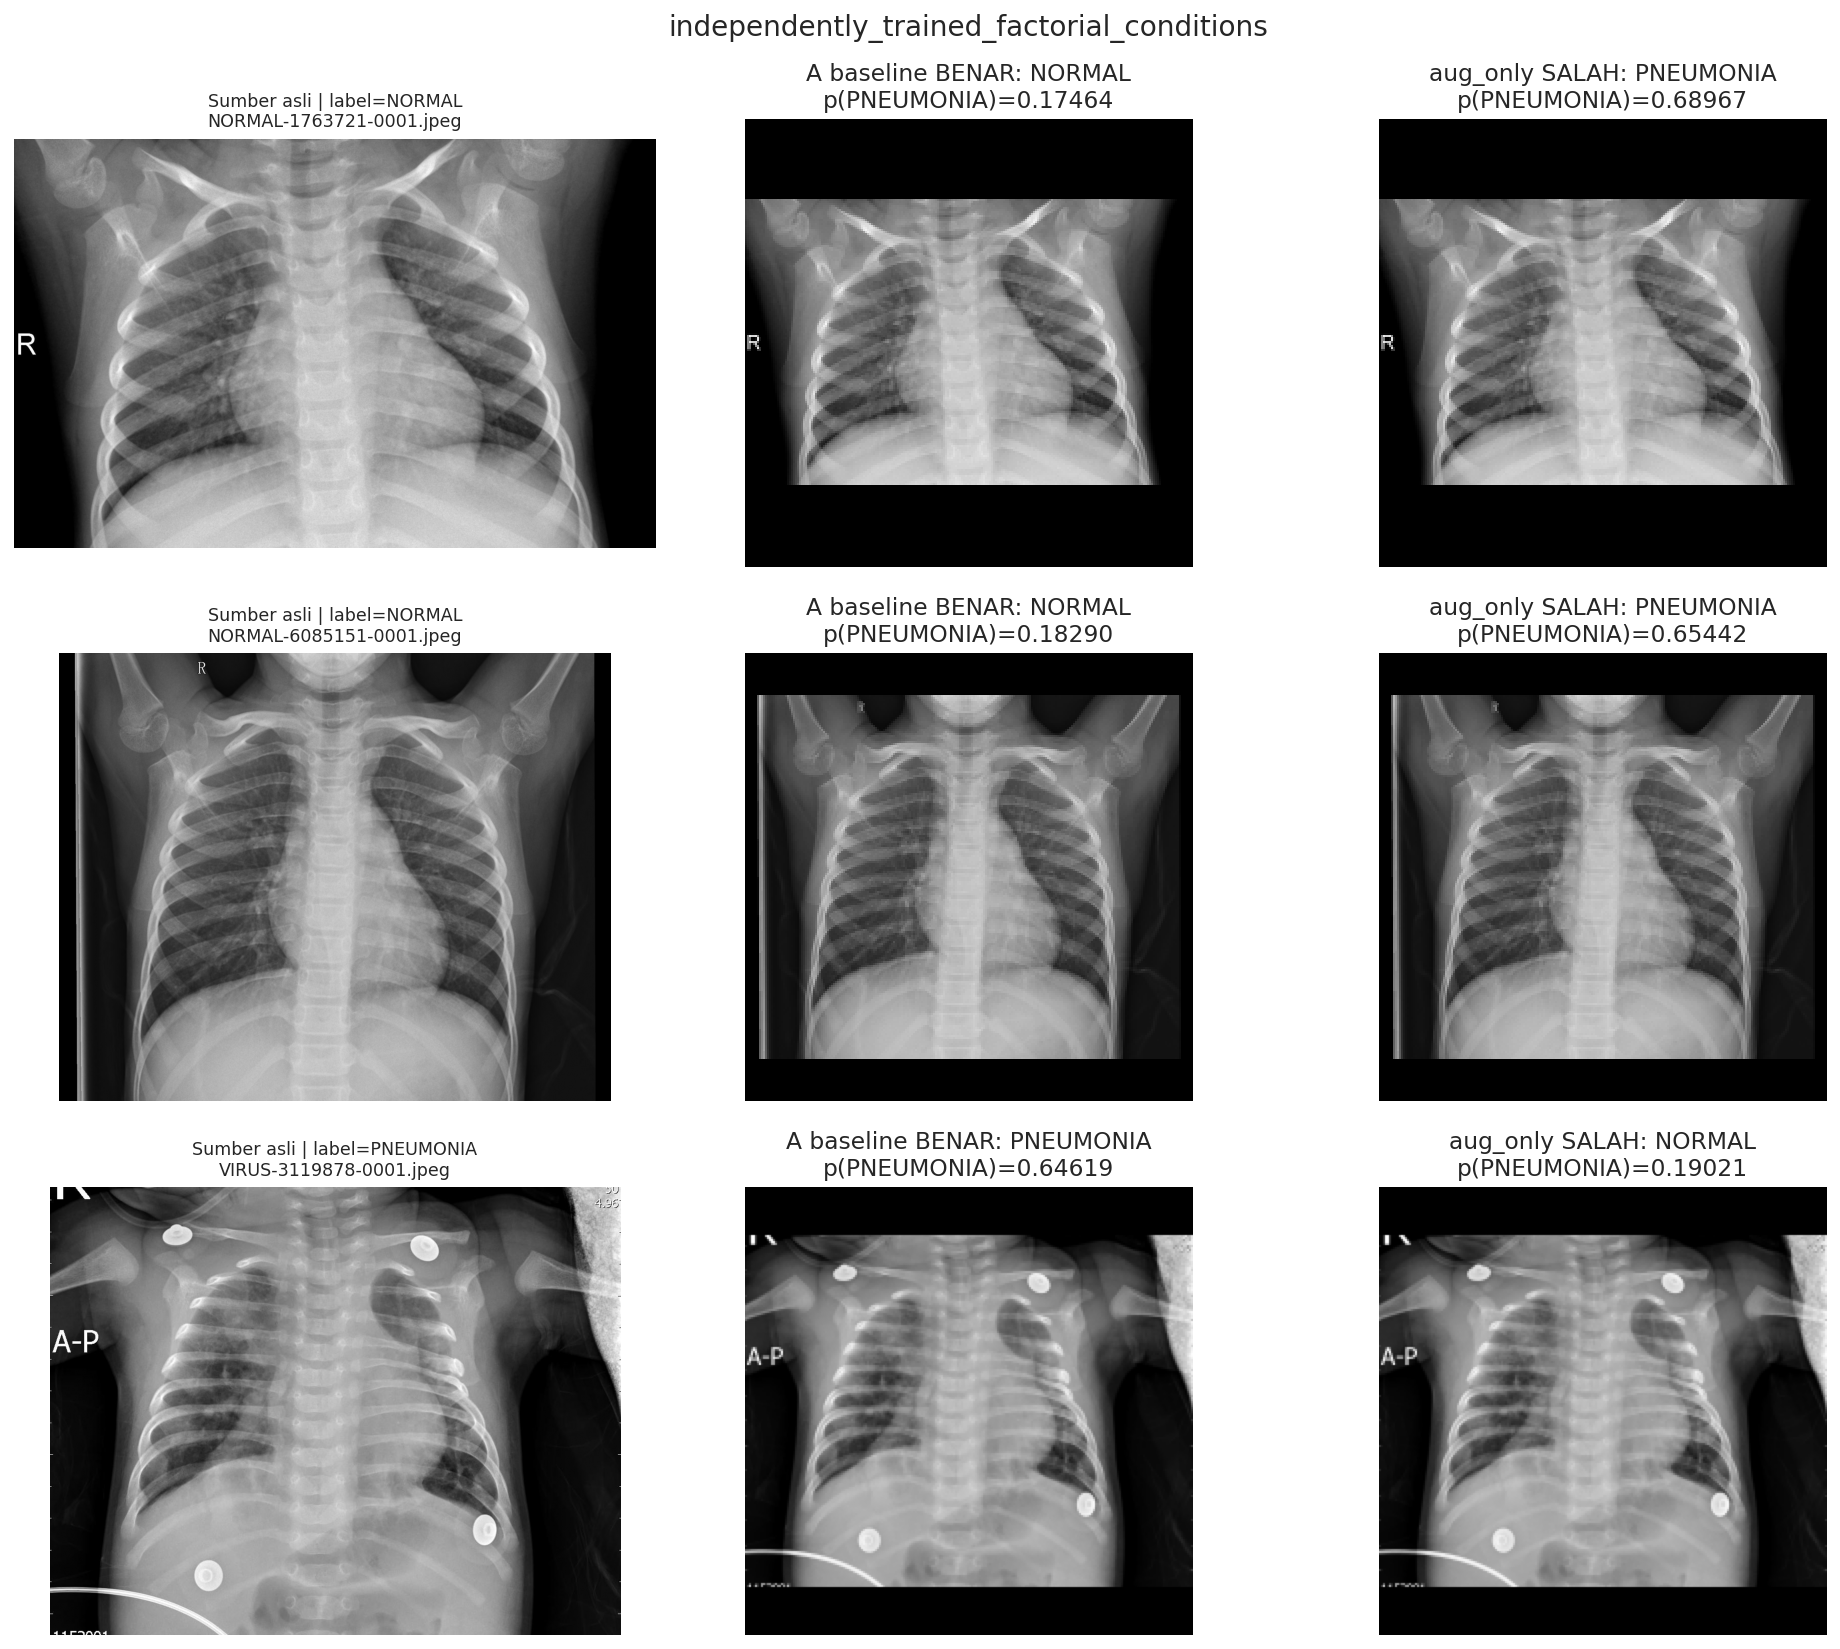 independently_trained_factorial_conditions
Sumber asli | label=NORMAL
NORMAL-1763721-0001.jpeg
A baseline BENAR: NORMAL
p(PNEUMONIA)=0.17464
aug_only SALAH: PNEUMONIA
p(PNEUMONIA)=0.68967
R
R
R
Sumber asli | label=NORMAL
NORMAL-6085151-0001.jpeg
A baseline BENAR: NORMAL
p(PNEUMONIA)=0.18290
aug_only SALAH: PNEUMONIA
p(PNEUMONIA)=0.65442
R
R
R
Sumber asli | label=PNEUMONIA
VIRUS-3119878-0001.jpeg
A baseline BENAR: PNEUMONIA
p(PNEUMONIA)=0.64619
aug_only SALAH: NORMAL
p(PNEUMONIA)=0.19021
R
A-P
A-P
A-P